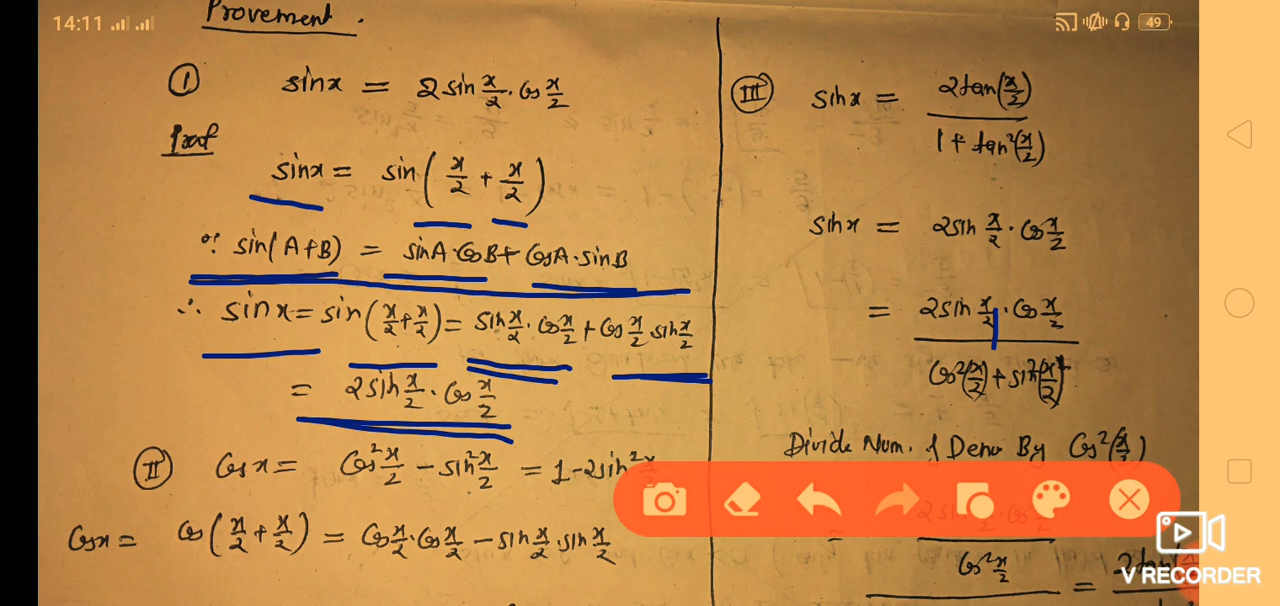 14:11
49
Provement.
① sinx = 2sin x/2 · Cos x/2
Proof
sinx = sin(x/2 + x/2)
∵ sin(A+B) = sinA·CosB + CosA·sinB
∴ sinx = sin(x/2 + x/2) = sin x/2 · Cos x/2 + Cos x/2 sin x/2
= 2sin x/2 · Cos x/2
Ⅱ Cosx = Cos² x/2 − sin² x/2 = 1 − 2sin² x/2
Cosx = Cos(x/2 + x/2) = Cos x/2 · Cos x/2 − sin x/2 · sin x/2
Ⅲ sinx = 2tan(x/2) / 1 + tan²(x/2)
sinx = 2sin x/2 · Cos x/2
= 2sin x/2 · Cos x/2 / Cos²(x/2) + sin²(x/2)
Divide Num. & Deno By Cos²(x/2)
=
Cos² x/2
= 2tan
V RECORDER